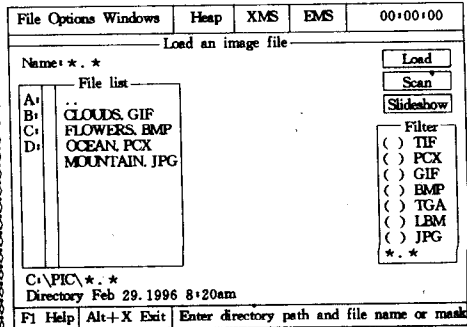 File Options Windows Heap XMS EMS 00:00:00
Load an image file
Name: *. *
Load
Scan
Slideshow
File list
A: ..
B: CLOUDS. GIF
C: FLOWERS. BMP
D: OCEAN. PCX
MOUNTAIN. JPG
Filter
( ) TIF
( ) PCX
( ) GIF
( ) BMP
( ) TGA
( ) LBM
( ) JPG
*. *
C:\PIC\*. *
Directory Feb 29. 1996 8:20am
F1 Help Alt+X Exit Enter directory path and file name or mask